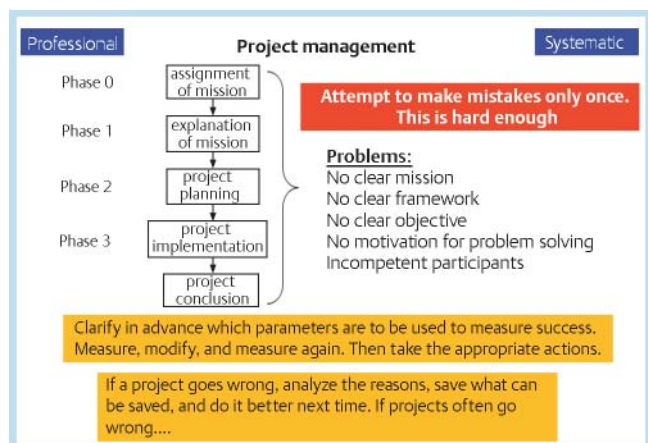 Professional
Project management
Systematic
Phase 0
assignment
of mission
Phase 1
explanation
of mission
Phase 2
project
planning
Phase 3
project
implementation
project
conclusion
Attempt to make mistakes only once.
This is hard enough
Problems:
No clear mission
No clear framework
No clear objective
No motivation for problem solving
Incompetent participants
Clarify in advance which parameters are to be used to measure success.
Measure, modify, and measure again. Then take the appropriate actions.
If a project goes wrong, analyze the reasons, save what can
be saved, and do it better next time. If projects often go
wrong....